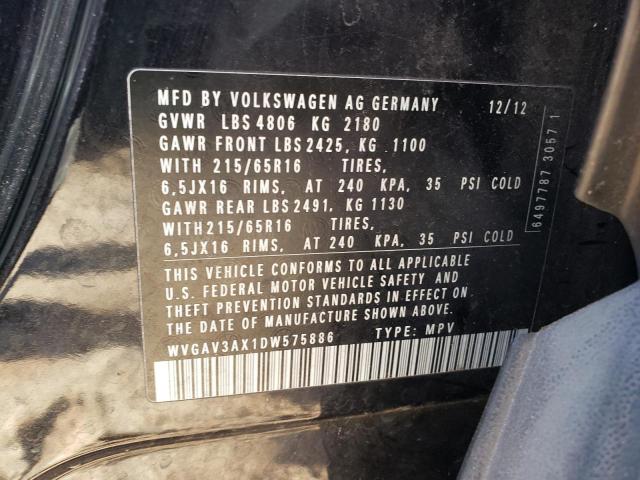 MFD BY VOLKSWAGEN AG GERMANY 12/12
GVWR LBS 4806 KG 2180
GAWR FRONT LBS 2425, KG .1100
WITH 215/65R16 TIRES,
6,5JX16 RIMS, AT 240 KPA, 35 PSI COLD
GAWR REAR LBS 2491, KG 1130
WITH 215/65R16 TIRES,
6,5JX16 RIMS, AT 240 KPA, 35 PSI COLD
THIS VEHICLE CONFORMS TO ALL APPLICABLE
U.S. FEDERAL MOTOR VEHICLE SAFETY AND
THEFT PREVENTION STANDARDS IN EFFECT ON
THE DATE OF MANUFACTURE SHOWN ABOVE.
WVGAV3AX1DW575886 TYPE: MPV
6497787 3057 1